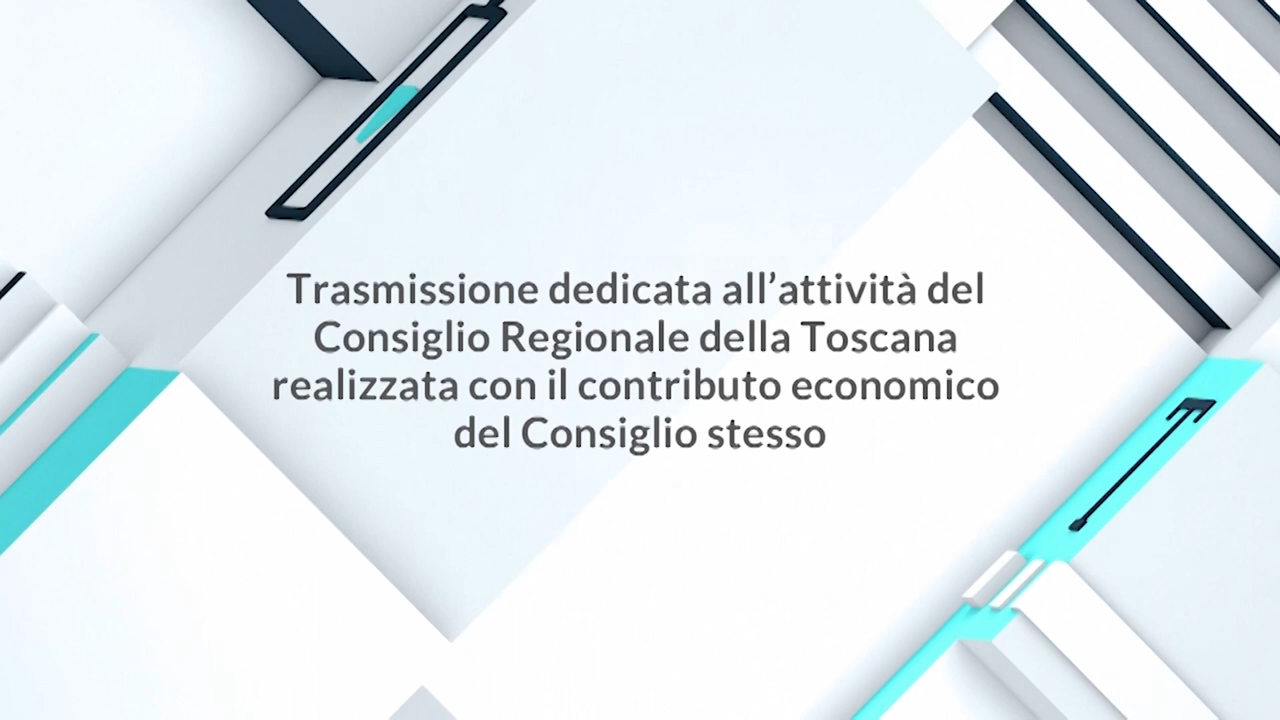 Trasmissione dedicata all’attività del
Consiglio Regionale della Toscana
realizzata con il contributo economico
del Consiglio stesso